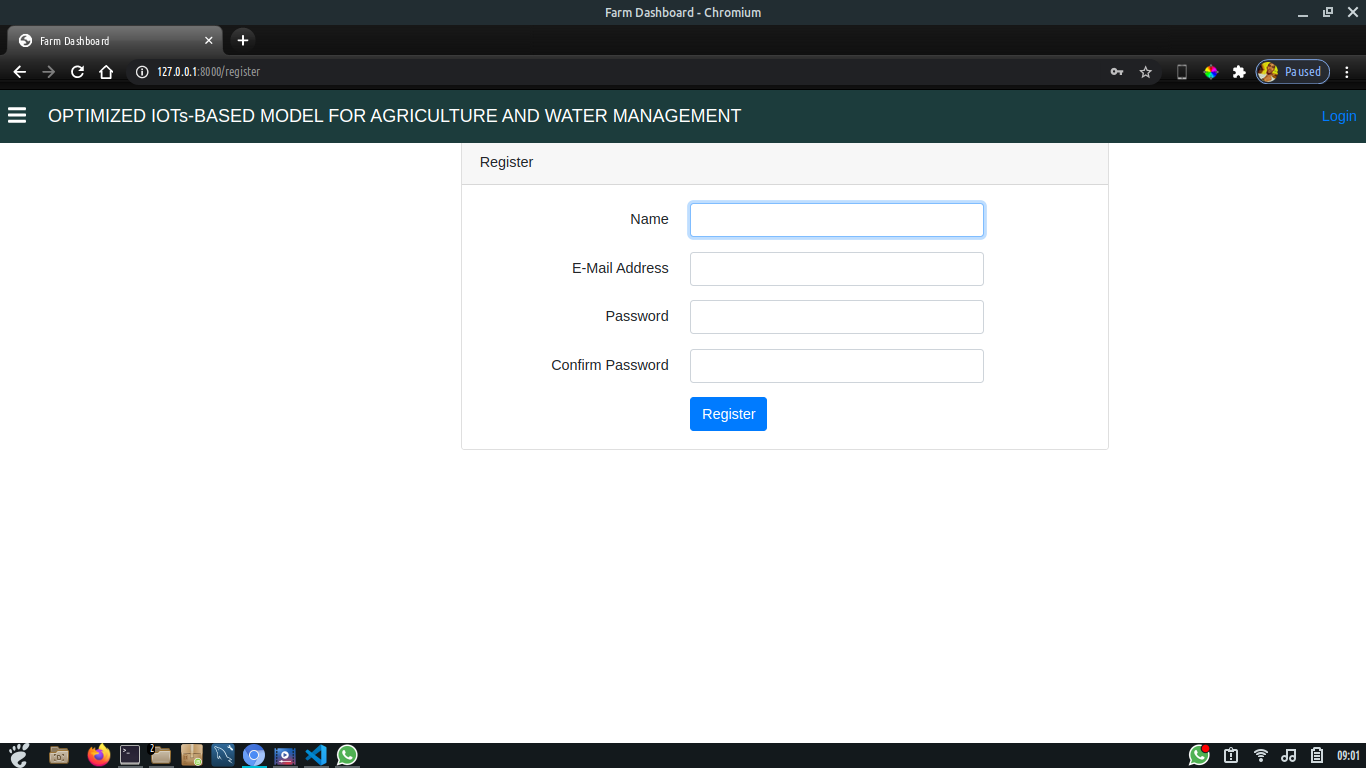 Farm Dashboard - Chromium
Farm Dashboard
127.0.0.1:8000/register
Paused
OPTIMIZED IOTs-BASED MODEL FOR AGRICULTURE AND WATER MANAGEMENT
Login
Register
Name
E-Mail Address
Password
Confirm Password
Register
2
09:01